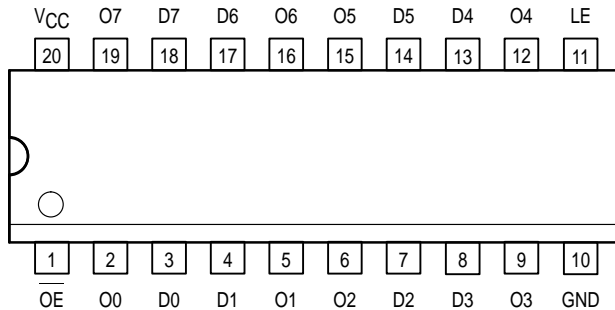 VCC O7 D7 D6 O6 O5 D5 D4 O4 LE
20 19 18 17 16 15 14 13 12 11
1 2 3 4 5 6 7 8 9 10
O̅E̅ O0 D0 D1 O1 O2 D2 D3 O3 GND